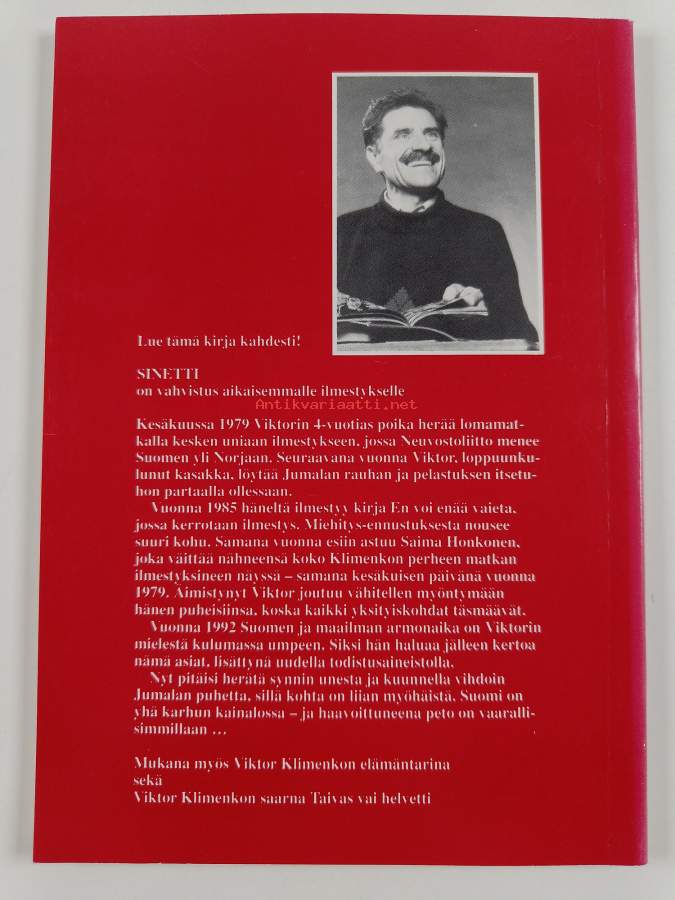 Lue tämä kirja kahdesti!
SINETTI
on vahvistus aikaisemmalle ilmestykselle
Antikvariaatti.net
Kesäkuussa 1979 Viktorin 4-vuotias poika herää lomamat-
kalla kesken uniaan ilmestykseen, jossa Neuvostoliitto menee
Suomen yli Norjaan. Seuraavana vuonna Viktor, loppuunku-
lunut kasakka, löytää Jumalan rauhan ja pelastuksen itsetu-
hon partaalla ollessaan.
Vuonna 1985 häneltä ilmestyy kirja En voi enää vaieta,
jossa kerrotaan ilmestys. Miehitys-ennustuksesta nousee
suuri kohu. Samana vuonna esiin astuu Saima Honkonen,
joka väittää nähneensä koko Klimenkon perheen matkan
ilmestyksineen näyssä – samana kesäkuisen päivänä vuonna
1979. Äimistynyt Viktor joutuu vähitellen myöntymään
hänen puheisiinsa, koska kaikki yksityiskohdat täsmäävät.
Vuonna 1992 Suomen ja maailman armonaika on Viktorin
mielestä kulumassa umpeen. Siksi hän haluaa jälleen kertoa
nämä asiat, lisättynä uudella todistusaineistolla.
Nyt pitäisi herätä synnin unesta ja kuunnella vihdoin
Jumalan puhetta, sillä kohta on liian myöhäistä. Suomi on
yhä karhun kainalossa – ja haavoittuneena peto on vaaralli-
simmillaan ...
Mukana myös Viktor Klimenkon elämäntarina
sekä
Viktor Klimenkon saarna Taivas vai helvetti